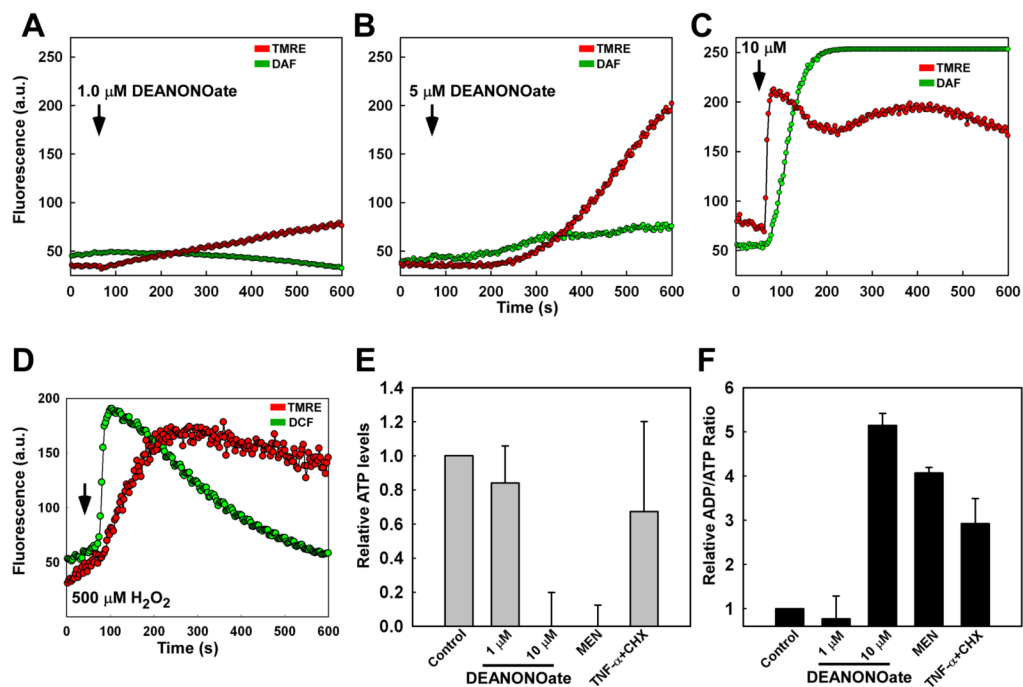 A
Fluorescence (a.u.)
250
200
150
100
50
TMRE
DAF
1.0 μM DEANONOate
0 100 200 300 400 500 600
B
250
200
150
100
50
TMRE
DAF
5 μM DEANONOate
0 100 200 300 400 500 600
Time (s)
C
250
200
150
100
50
10 μM
TMRE
DAF
0 200 400 600
D
Fluorescence (a.u.)
200
150
100
50
TMRE
DCF
500 μM H₂O₂
0 100 200 300 400 500 600
Time (s)
E
Relative ATP levels
1.4
1.2
1.0
0.8
0.6
0.4
0.2
0.0
Control
1 μM
10 μM
MEN
TNF-α+CHX
DEANONOate
F
Relative ADP/ATP Ratio
6
5
4
3
2
1
Control
1 μM
10 μM
MEN
TNF-α+CHX
DEANONOate